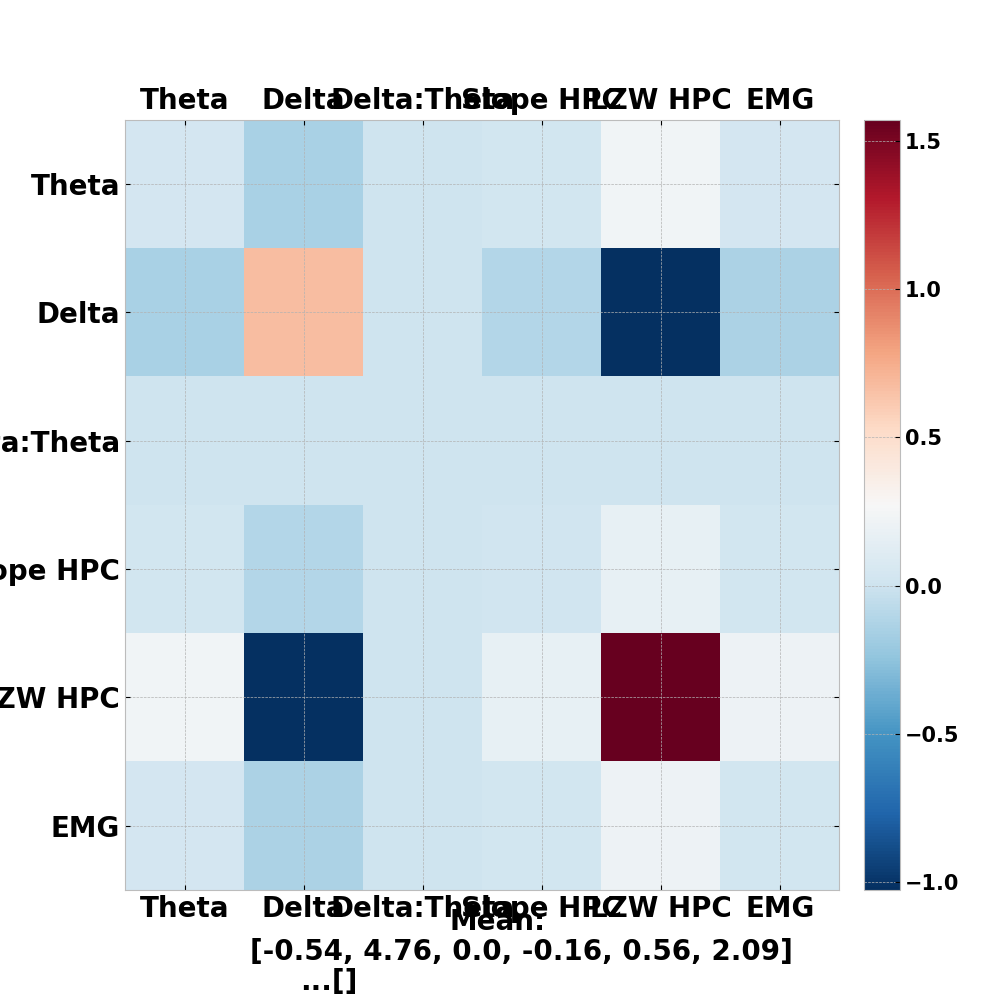 Theta Delta Delta:Theta Slope HPC LZW HPC EMG
Theta
Delta
a:Theta
ope HPC
ZW HPC
EMG
1.5
1.0
0.5
0.0
−0.5
−1.0
Theta Delta Delta:Theta Slope HPC LZW HPC EMG
Mean:
[-0.54, 4.76, 0.0, -0.16, 0.56, 2.09]
...[]